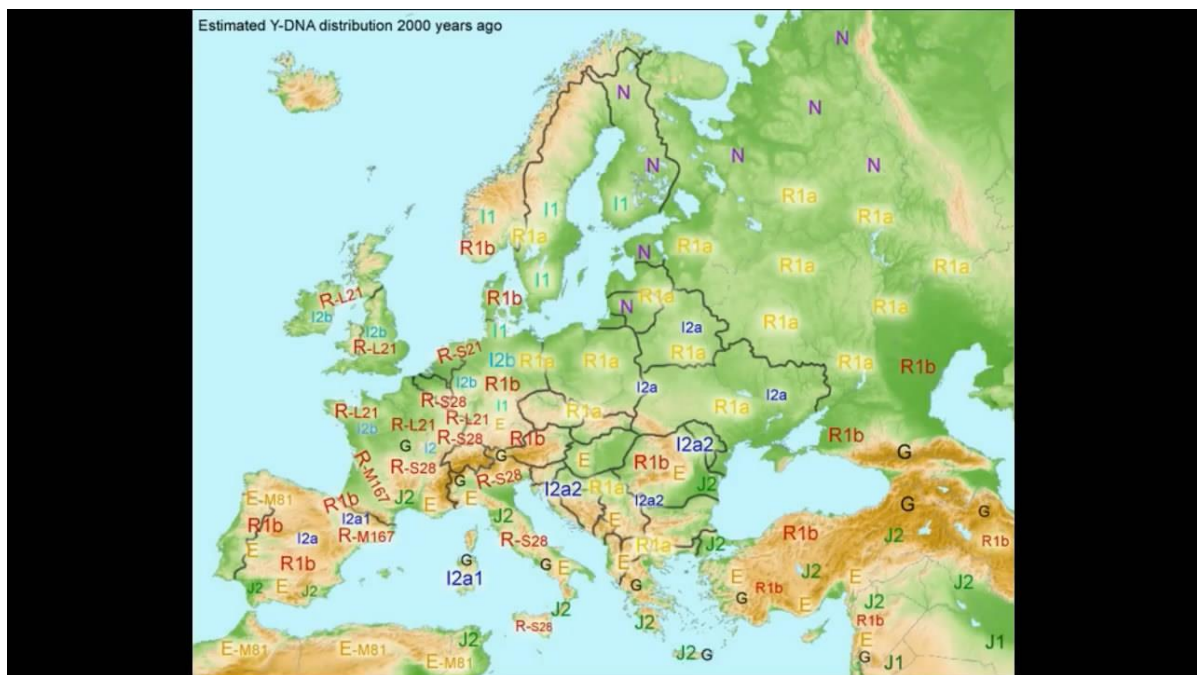 Estimated Y-DNA distribution 2000 years ago
N
N
N
N
N
N
R1a
I1
I1
I1
R1a
R1a
R1b
R1a
N
R1a
R1a
I1
R1b
R-L21
R1a
N
R1a
I2b
I2b
I1
R1a
I2a
R-L21
R-S21
I2b
R1a
R1a
R1a
R1a
R1b
I2b
R1b
I2a
I2a
R-S28
I1
R1a
R1a
R-L21
I2b
R-L21
R-L21
E
R-S28
R1b
R1b
G
I2
I2a2
G
G
R-S28
E
R1b
E
R-M167
R-S28
G
J2
E-M81
R1b
J2
E
E
I2a2
R1a
I2a2
G
G
R1b
I2a1
J2
E
R1b
I2a
R-M167
R-S28
R1a
J2
R1b
J2
R1b
E
R1b
G
G
E
E
J2
I2a1
G
E
J2
E
J2
E
R1b
G
E
J2
J2
R-S28
J2
J2
R1b
E-M81
E-M81
E-M81
J2
J2
G
E
G
J1
J1